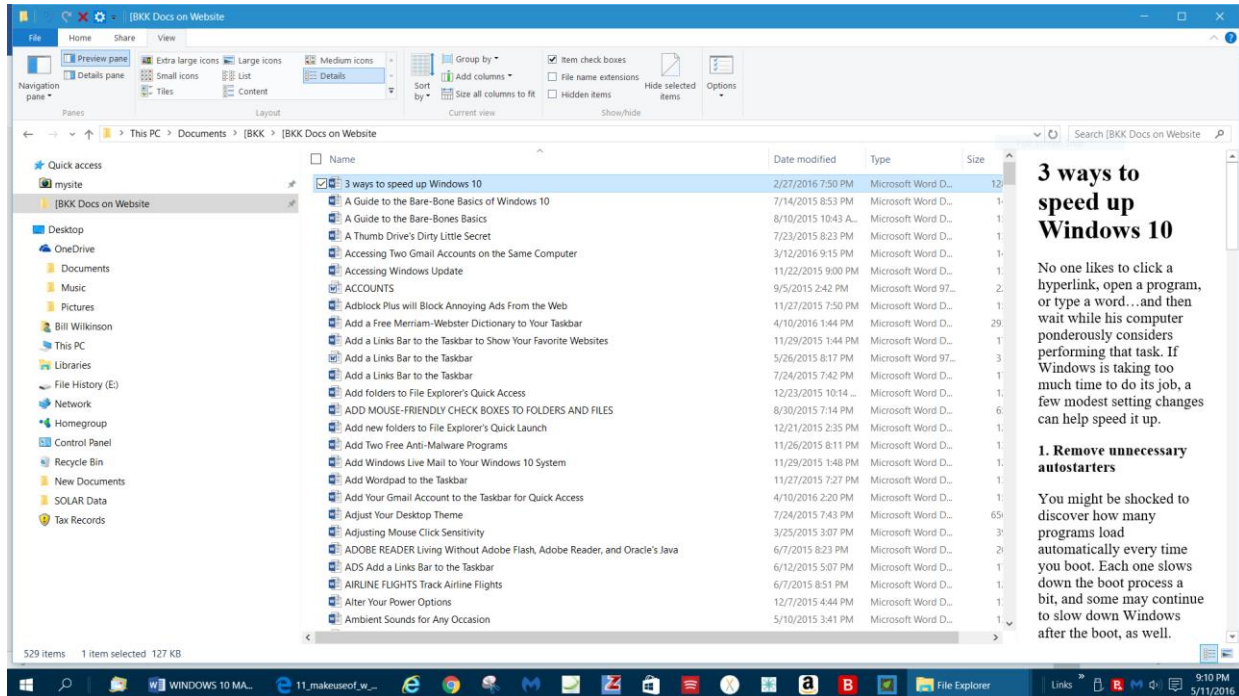 [BKK Docs on Website
File Home Share View
Preview pane
Details pane
Navigation pane
Panes
Extra large icons Large icons Medium icons
Small icons List Details
Tiles Content
Layout
Sort by
Group by
Add columns
Size all columns to fit
Current view
Item check boxes
File name extensions
Hidden items
Hide selected items
Show/hide
Options
This PC > Documents > [BKK > [BKK Docs on Website
Search [BKK Docs on Website
Quick access
mysite
[BKK Docs on Website
Desktop
OneDrive
Documents
Music
Pictures
Bill Wilkinson
This PC
Libraries
File History (E:)
Network
Homegroup
Control Panel
Recycle Bin
New Documents
SOLAR Data
Tax Records
Name Date modified Type Size
3 ways to speed up Windows 10 2/27/2016 7:50 PM Microsoft Word D...
A Guide to the Bare-Bone Basics of Windows 10 7/14/2015 8:53 PM Microsoft Word D...
A Guide to the Bare-Bones Basics 8/10/2015 10:43 A... Microsoft Word D...
A Thumb Drive's Dirty Little Secret 7/23/2015 8:23 PM Microsoft Word D...
Accessing Two Gmail Accounts on the Same Computer 3/12/2016 9:15 PM Microsoft Word D...
Accessing Windows Update 11/22/2015 9:00 PM Microsoft Word D...
ACCOUNTS 9/5/2015 2:42 PM Microsoft Word 97...
Adblock Plus will Block Annoying Ads From the Web 11/27/2015 7:50 PM Microsoft Word D...
Add a Free Merriam-Webster Dictionary to Your Taskbar 4/10/2016 1:44 PM Microsoft Word D...
Add a Links Bar to the Taskbar to Show Your Favorite Websites 11/29/2015 1:44 PM Microsoft Word D...
Add a Links Bar to the Taskbar 5/26/2015 8:17 PM Microsoft Word 97...
Add a Links Bar to the Taskbar 7/24/2015 7:42 PM Microsoft Word D...
Add folders to File Explorer's Quick Access 12/23/2015 10:14 ... Microsoft Word D...
ADD MOUSE-FRIENDLY CHECK BOXES TO FOLDERS AND FILES 8/30/2015 7:14 PM Microsoft Word D...
Add new folders to File Explorer's Quick Launch 12/21/2015 2:35 PM Microsoft Word D...
Add Two Free Anti-Malware Programs 11/26/2015 8:11 PM Microsoft Word D...
Add Windows Live Mail to Your Windows 10 System 11/29/2015 1:48 PM Microsoft Word D...
Add Wordpad to the Taskbar 11/27/2015 7:27 PM Microsoft Word D...
Add Your Gmail Account to the Taskbar for Quick Access 4/10/2016 2:20 PM Microsoft Word D...
Adjust Your Desktop Theme 7/24/2015 7:43 PM Microsoft Word D...
Adjusting Mouse Click Sensitivity 3/25/2015 3:07 PM Microsoft Word D...
ADOBE READER Living Without Adobe Flash, Adobe Reader, and Oracle's Java 6/7/2015 8:23 PM Microsoft Word D...
ADS Add a Links Bar to the Taskbar 6/12/2015 5:07 PM Microsoft Word D...
AIRLINE FLIGHTS Track Airline Flights 6/7/2015 8:51 PM Microsoft Word D...
Alter Your Power Options 12/7/2015 4:44 PM Microsoft Word D...
Ambient Sounds for Any Occasion 5/10/2015 3:41 PM Microsoft Word D...
3 ways to
speed up
Windows 10
No one likes to click a
hyperlink, open a program,
or type a word…and then
wait while his computer
ponderously considers
performing that task. If
Windows is taking too
much time to do its job, a
few modest setting changes
can help speed it up.
1. Remove unnecessary
autostarters
You might be shocked to
discover how many
programs load
automatically every time
you boot. Each one slows
down the boot process a
bit, and some may continue
to slow down Windows
after the boot, as well.
529 items 1 item selected 127 KB
WINDOWS 10 MA... 11_makeuseof_w_... File Explorer Links 9:10 PM
5/11/2016